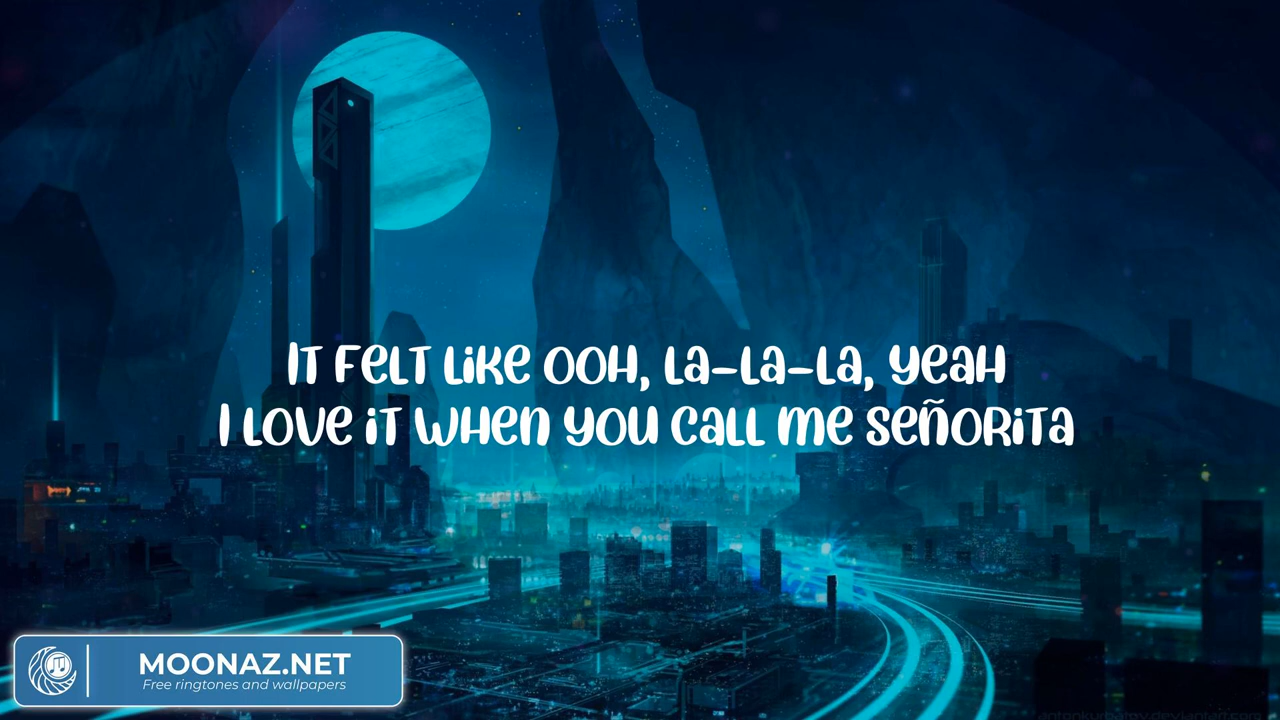 IT FELT LIKE OOH, LA-LA-LA, YEAH
I LOVE IT WHEN YOU CALL ME SEÑORITA
MOONAZ.NET
Free ringtones and wallpapers